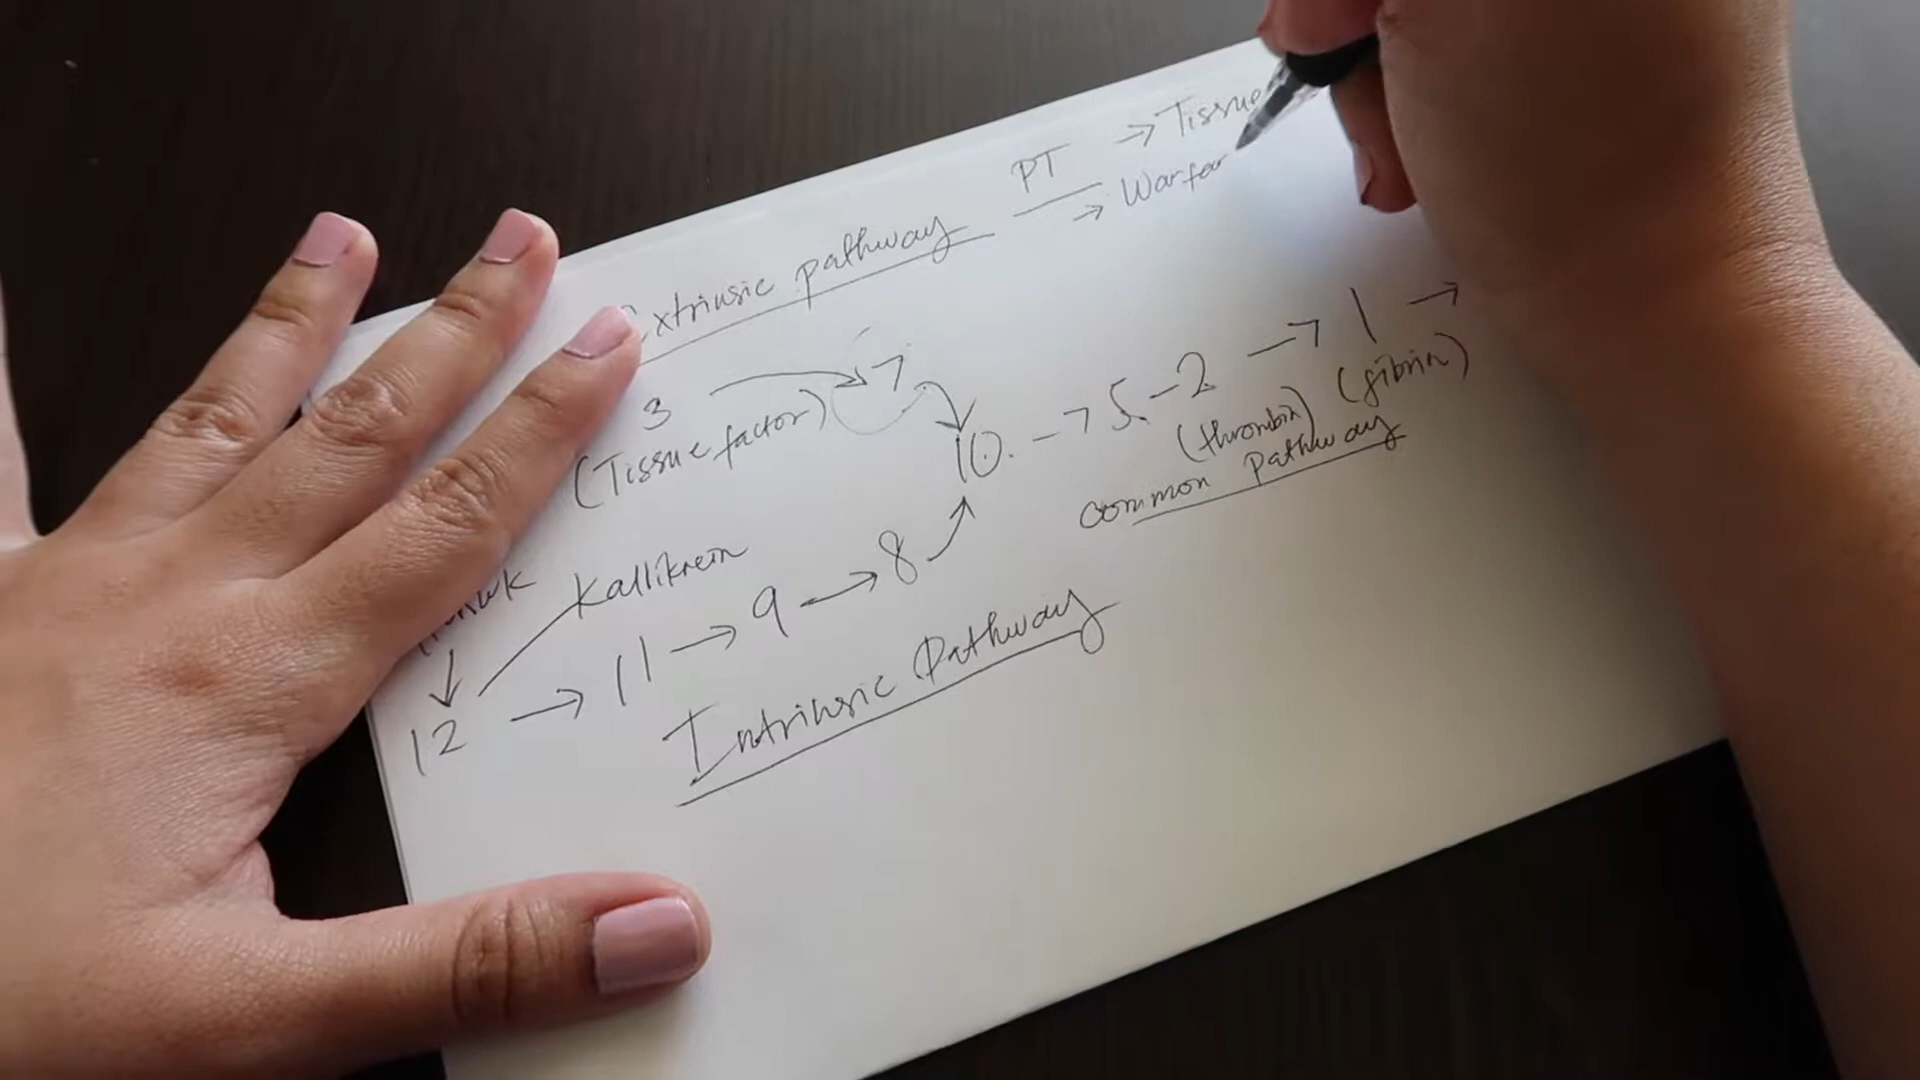 PT → Tissue
→ Warfar
Extrinsic pathway
3 → 7
(Tissue factor)
10. → 5 - 2 → 1 →
(thrombin) (fibrin)
common pathway
Kallikrein
12 → 11 → 9 → 8
Intrinsic Pathway